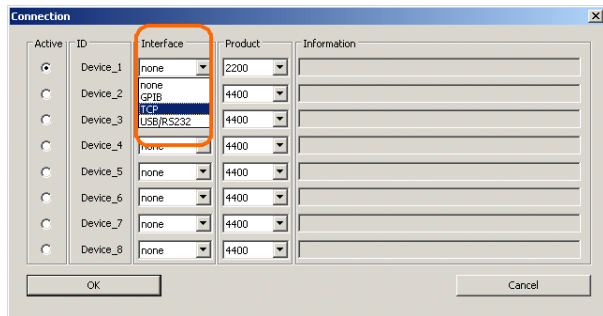 Connection
Active ID Interface Product Information
Device_1 none 2200
none
GPIB
TCP
USB/RS232
Device_2 4400
Device_3 4400
Device_4 none 4400
Device_5 none 4400
Device_6 none 4400
Device_7 none 4400
Device_8 none 4400
OK Cancel